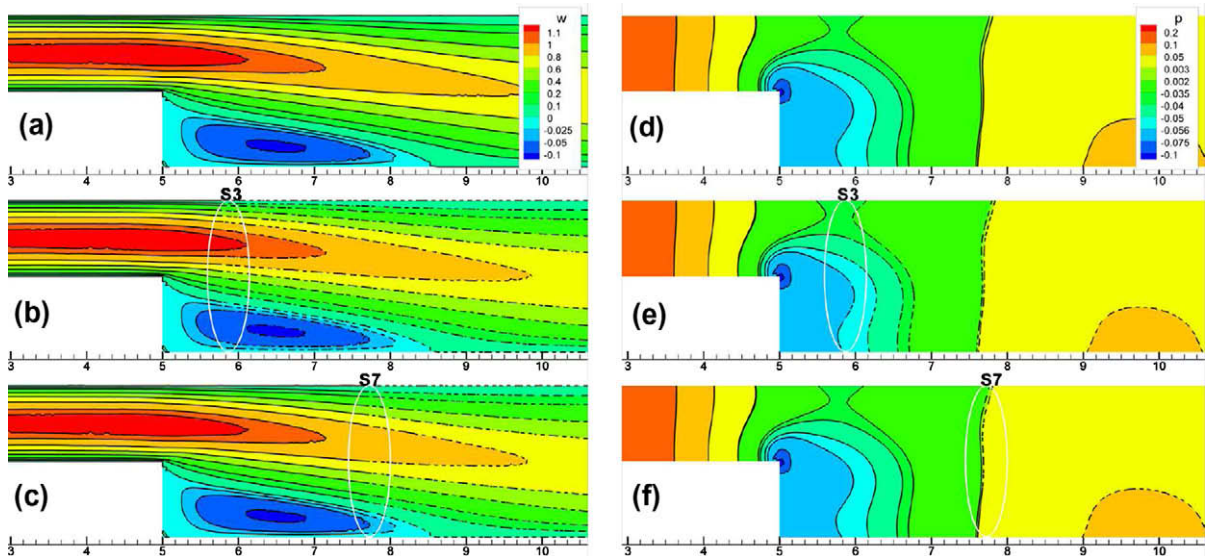 w
1.1
1
0.8
0.6
0.4
0.2
0.1
0
-0.025
-0.05
-0.1
(a)
3 4 5 6 7 8 9 10
p
0.2
0.1
0.05
0.003
0.002
-0.035
-0.04
-0.05
-0.056
-0.076
-0.1
(d)
3 4 5 6 7 8 9 10
S3
(b)
3 4 5 6 7 8 9 10
S3
(e)
3 4 5 6 7 8 9 10
S7
(c)
3 4 5 6 7 8 9 10
S7
(f)
3 4 5 6 7 8 9 10